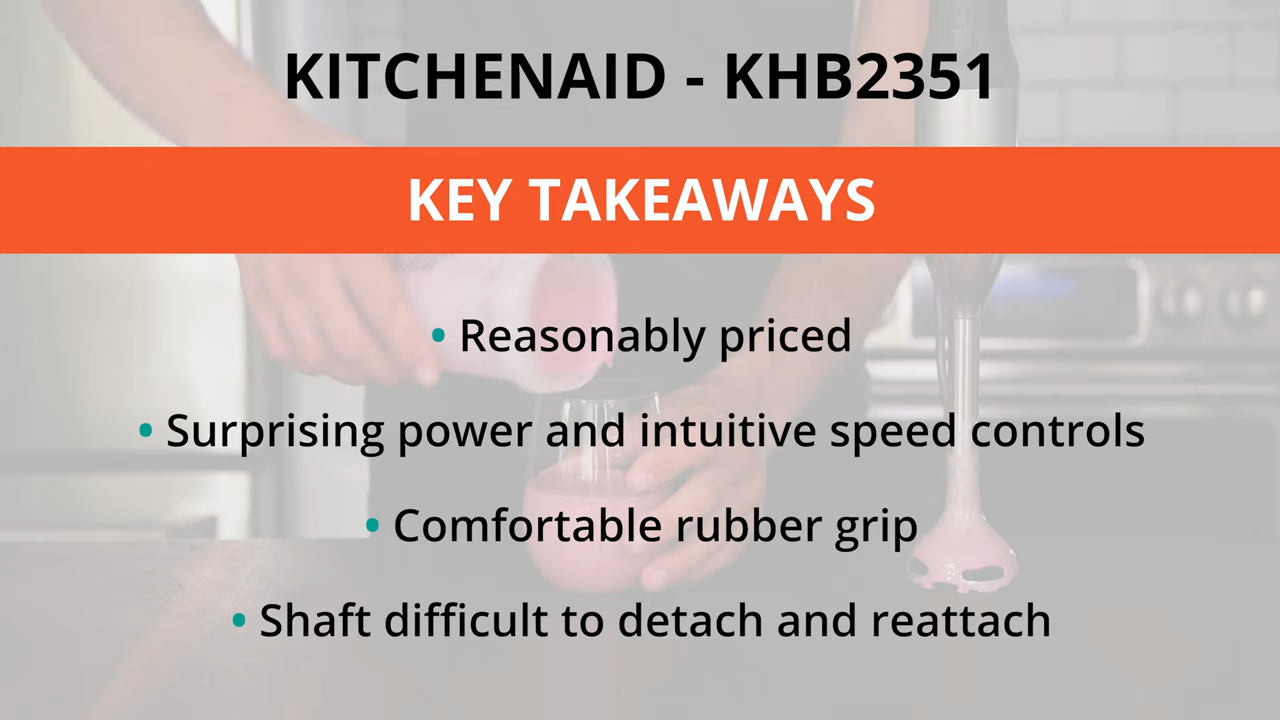 KITCHENAID - KHB2351
KEY TAKEAWAYS
• Reasonably priced
• Surprising power and intuitive speed controls
• Comfortable rubber grip
• Shaft difficult to detach and reattach